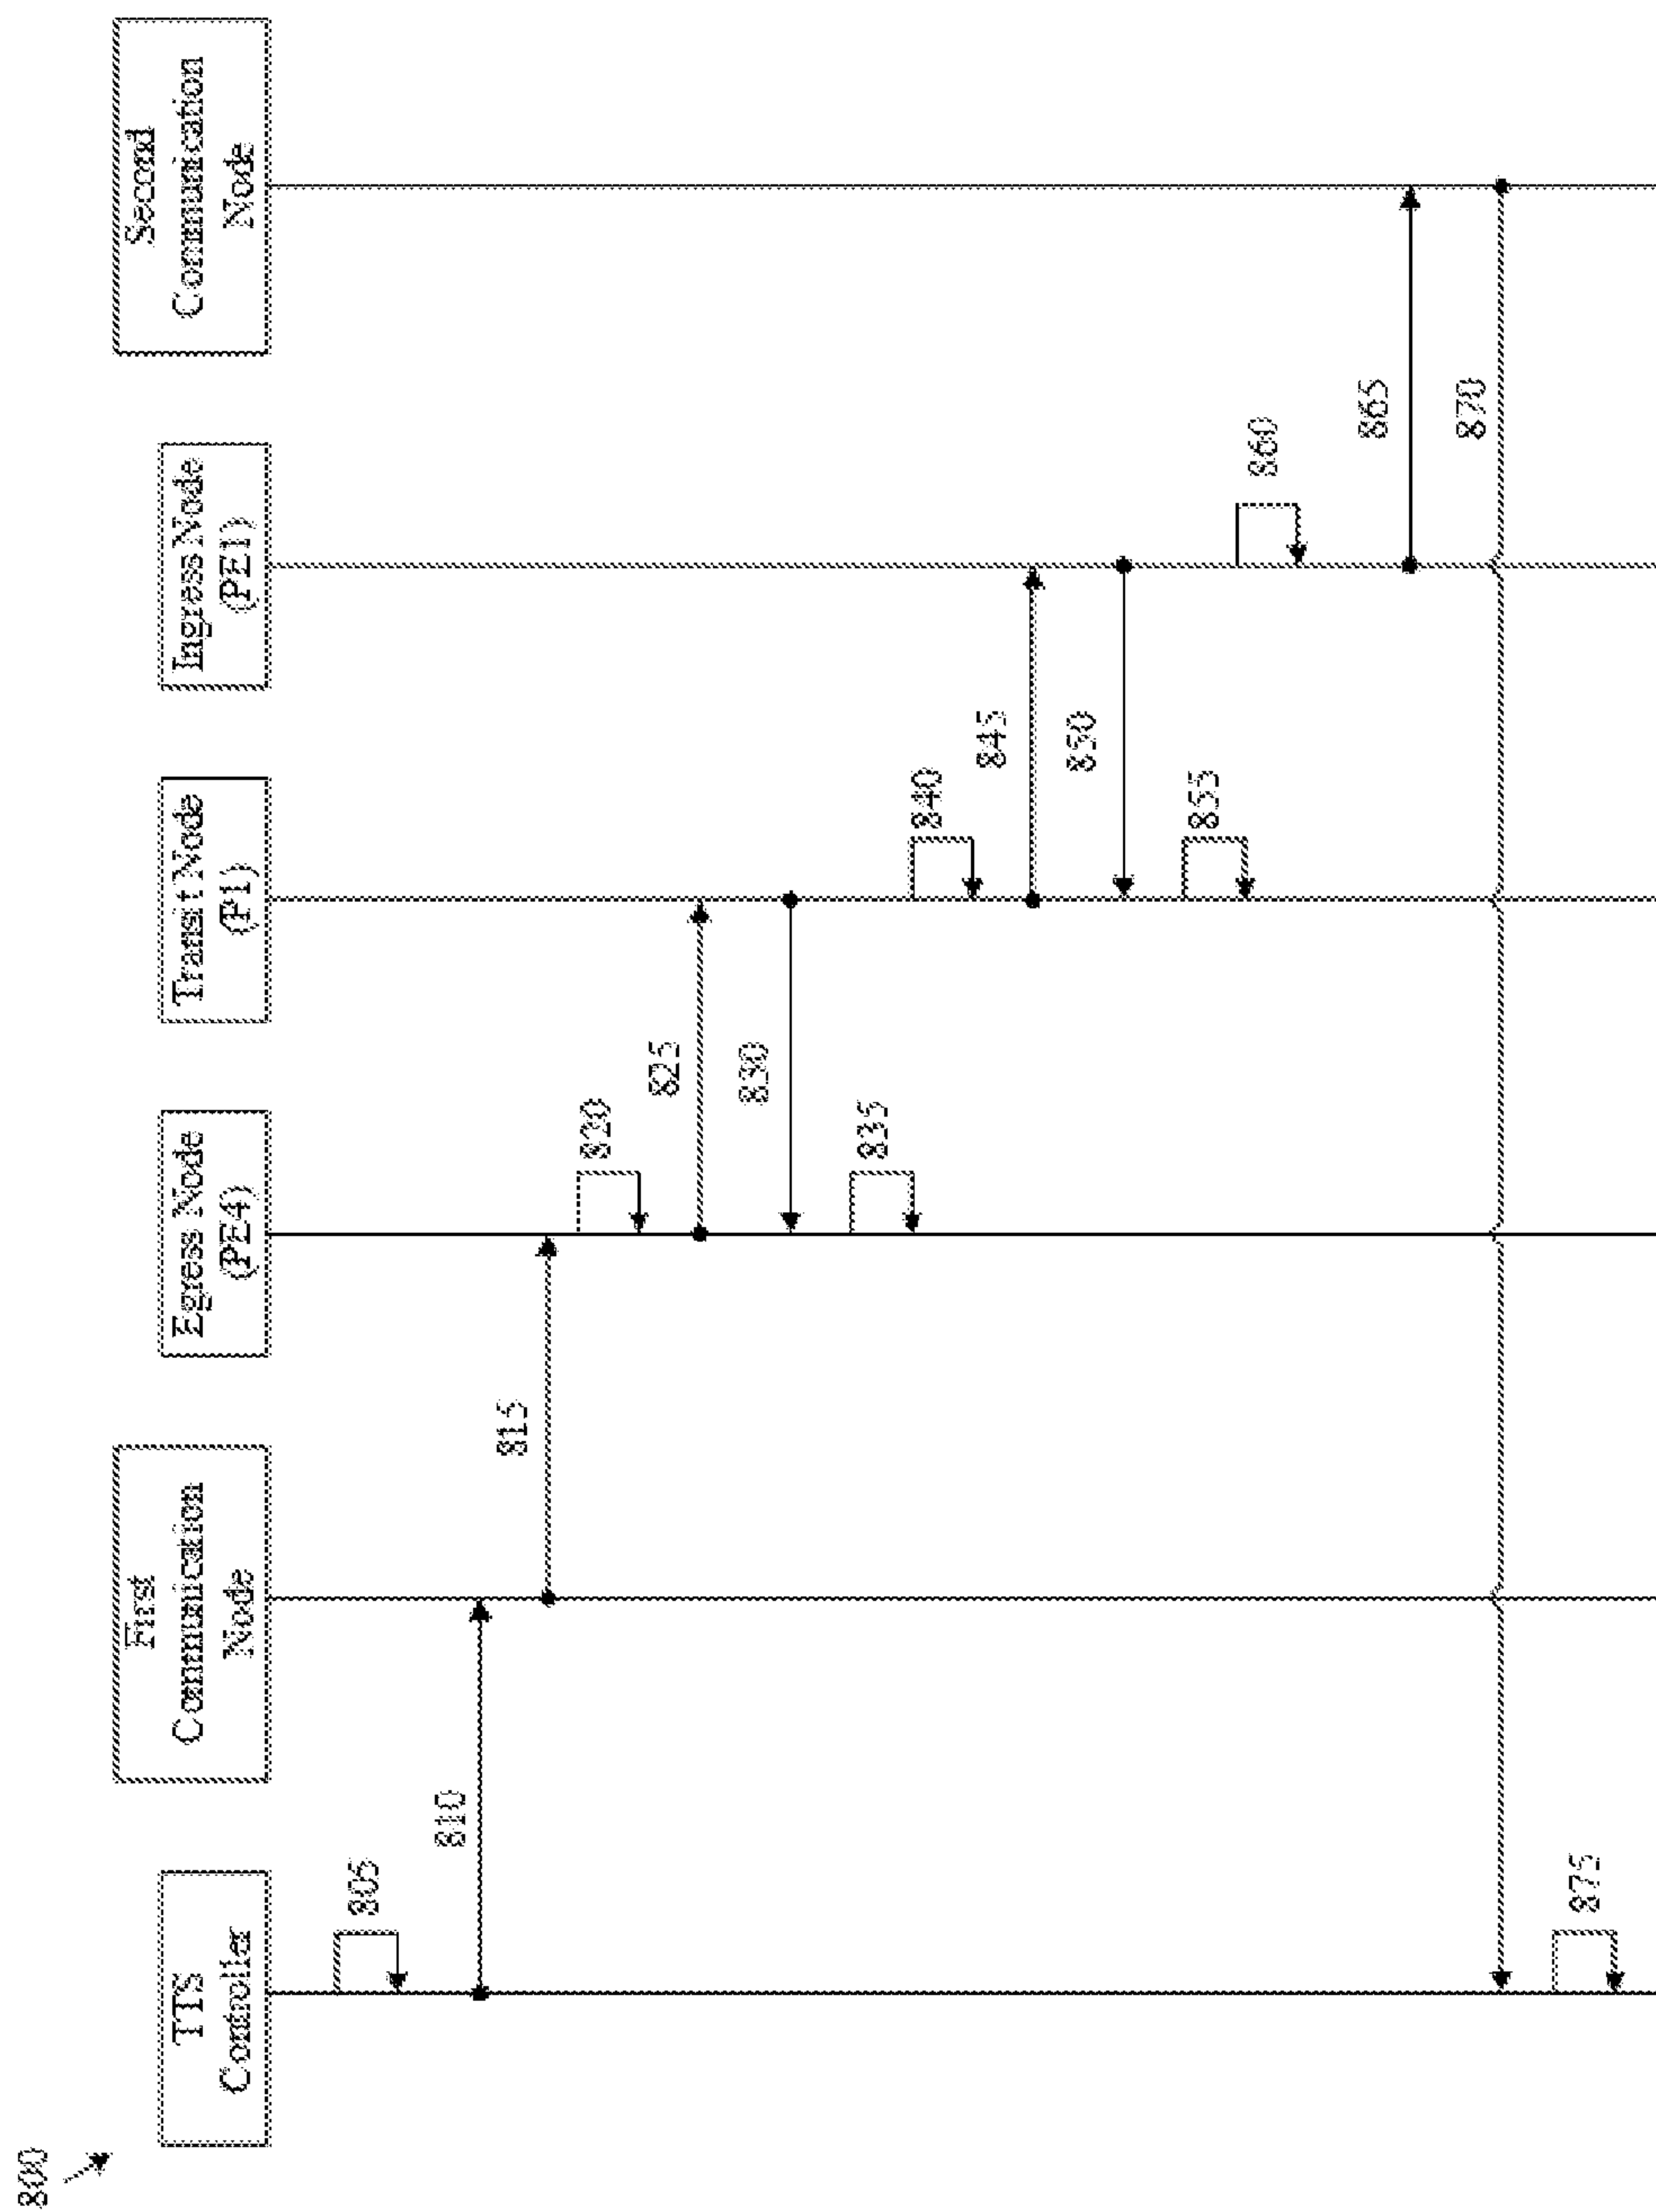 800
TTS
Controller
First
Communication
Node
Egress Node
(PE4)
Transit Node
(P1)
Ingress Node
(PE1)
Second
Communication
Node
805
810
815
820
825
830
835
840
845
850
855
860
865
870
875